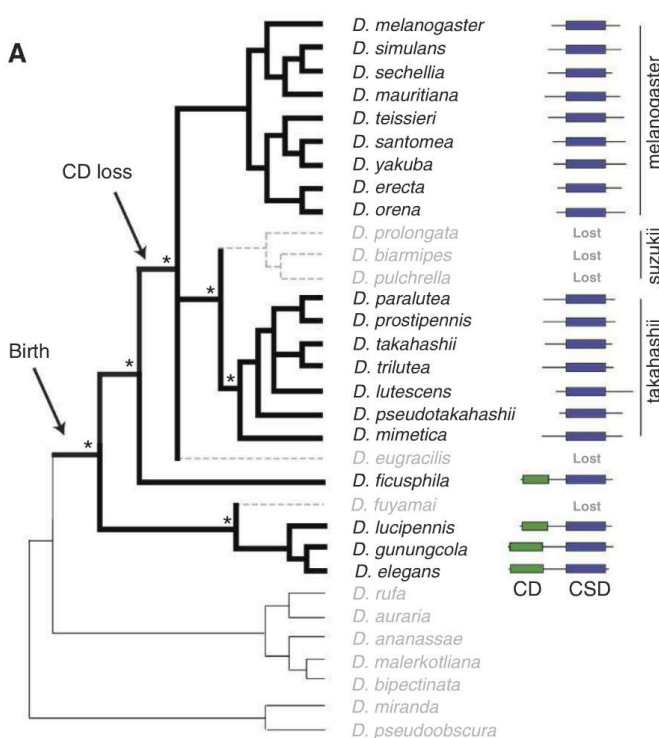 A
D. melanogaster
D. simulans
D. sechellia
D. mauritiana
D. teissieri
D. santomea
D. yakuba
D. erecta
D. orena
melanogaster
CD loss
*
D. prolongata Lost
D. biarmipes Lost
D. pulchrella Lost
suzukii
*
D. paralutea
D. prostipennis
D. takahashii
D. trilutea
D. lutescens
D. pseudotakahashii
D. mimetica
takahashii
Birth
*
*
*
D. eugracilis Lost
D. ficusphila
D. fuyamai Lost
*
D. lucipennis
D. gunungcola
D. elegans
CD CSD
D. rufa
D. auraria
D. ananassae
D. malerkotliana
D. bipectinata
D. miranda
D. pseudoobscura